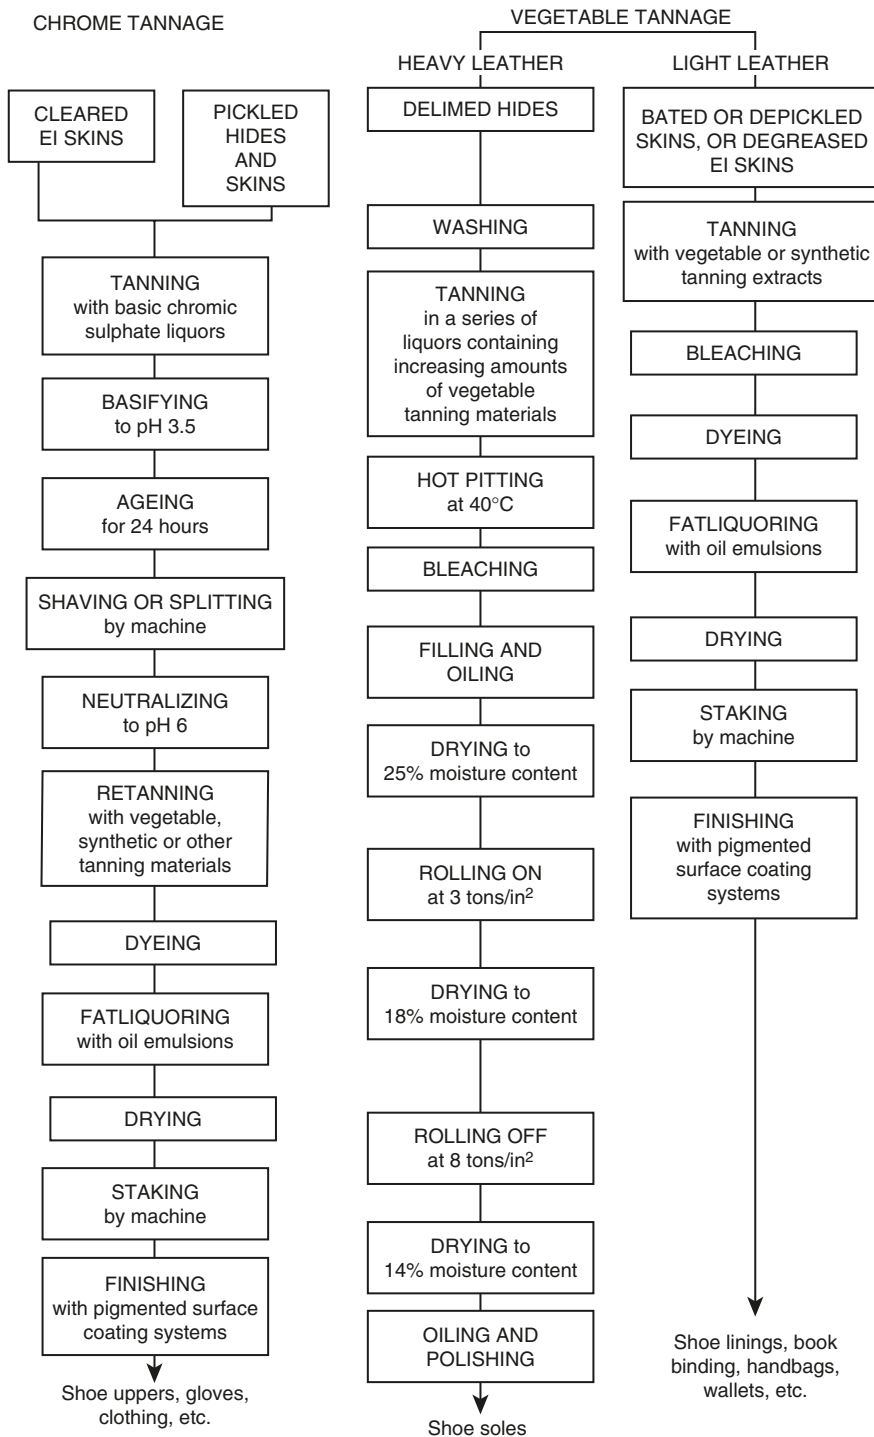 CHROME TANNAGE
CLEARED
EI SKINS
PICKLED
HIDES
AND
SKINS
TANNING
with basic chromic
sulphate liquors
BASIFYING
to pH 3.5
AGEING
for 24 hours
SHAVING OR SPLITTING
by machine
NEUTRALIZING
to pH 6
RETANNING
with vegetable,
synthetic or other
tanning materials
DYEING
FATLIQUORING
with oil emulsions
DRYING
STAKING
by machine
FINISHING
with pigmented surface
coating systems
Shoe uppers, gloves,
clothing, etc.
VEGETABLE TANNAGE
HEAVY LEATHER
DELIMED HIDES
WASHING
TANNING
in a series of
liquors containing
increasing amounts
of vegetable
tanning materials
HOT PITTING
at 40°C
BLEACHING
FILLING AND
OILING
DRYING to
25% moisture content
ROLLING ON
at 3 tons/in²
DRYING to
18% moisture content
ROLLING OFF
at 8 tons/in²
DRYING to
14% moisture content
OILING AND
POLISHING
Shoe soles
LIGHT LEATHER
BATED OR DEPICKLED
SKINS, OR DEGREASED
EI SKINS
TANNING
with vegetable or synthetic
tanning extracts
BLEACHING
DYEING
FATLIQUORING
with oil emulsions
DRYING
STAKING
by machine
FINISHING
with pigmented
surface coating
systems
Shoe linings, book
binding, handbags,
wallets, etc.